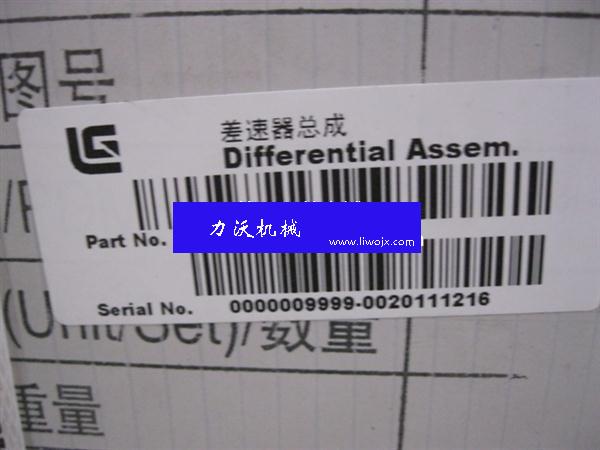 图号
LG
差速器总成
Differential Assem.
Part No.
力沃机械
www.liwojx.com
Serial No. 0000009999-0020111216
(Unit/Set)/数量
重量